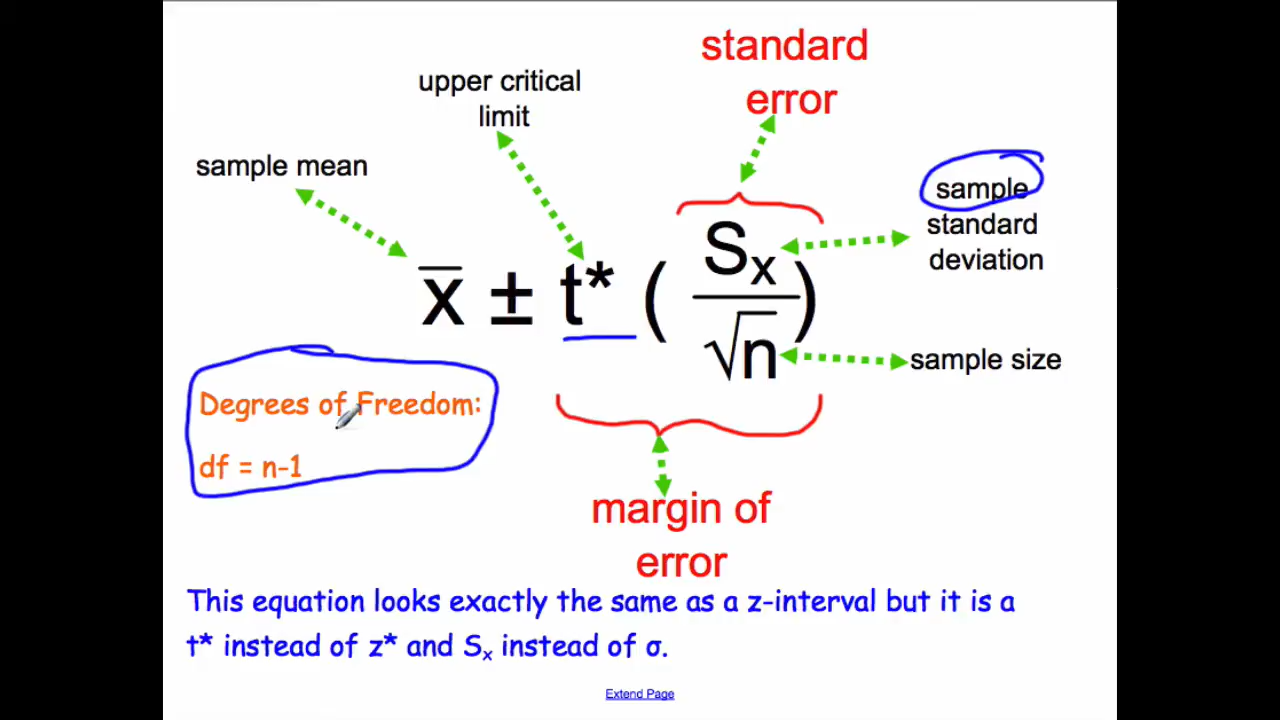 standard
error
upper critical
limit
sample mean
sample
standard
deviation
x̅ ± t* ( Sₓ / √n )
sample size
Degrees of Freedom:
df = n-1
margin of
error
This equation looks exactly the same as a z-interval but it is a
t* instead of z* and Sₓ instead of σ.
Extend Page